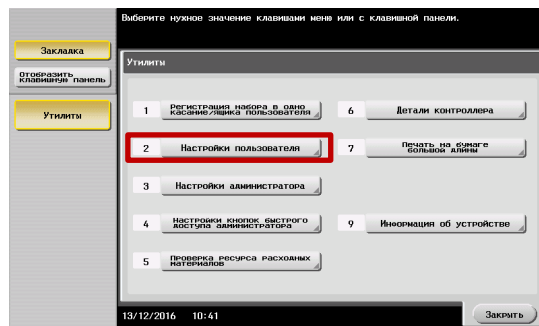 Выберите нужное значение клавишами меню или с клавишной панели.
Закладка
Отобразить
клавишную панель
Утилиты
Утилиты
1 Регистрация набора в одно
касание/ящика пользователя
6 Детали контроллера
2 Настройки пользователя
7 Печать на бумаге
большой длины
3 Настройки администратора
4 Настройки кнопок быстрого
доступа администратора
9 Информация об устройстве
5 Проверка ресурса расходных
материалов
13/12/2016 10:41
Закрыть